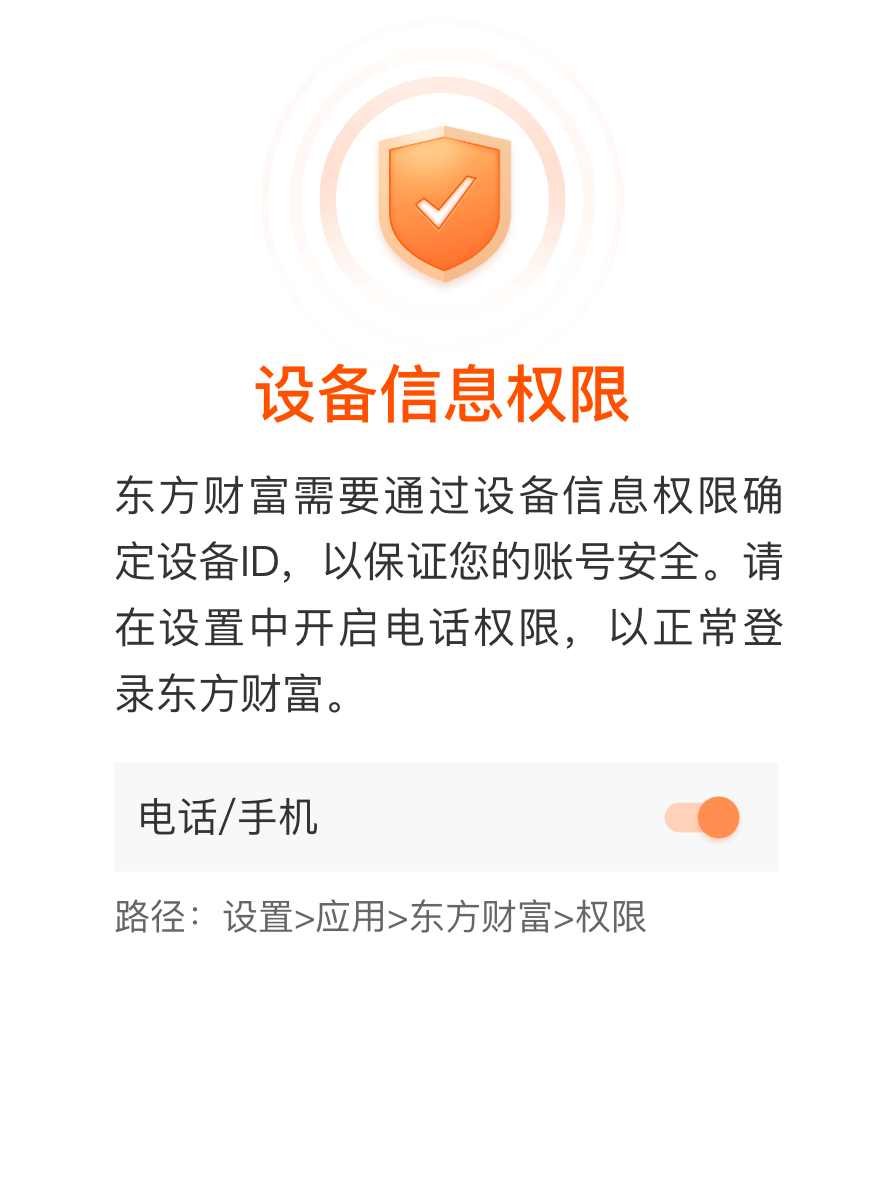 设备信息权限
东方财富需要通过设备信息权限确
定设备ID，以保证您的账号安全。请
在设置中开启电话权限，以正常登
录东方财富。
电话/手机
路径：设置>应用>东方财富>权限